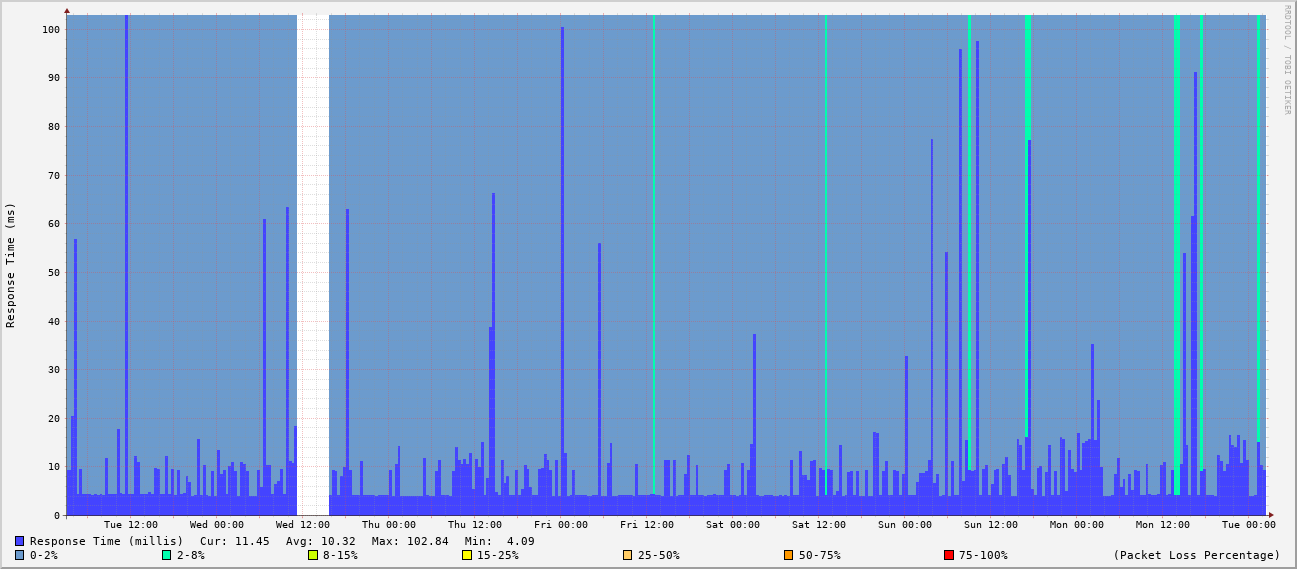 RRDTOOL / TOBI OETIKER
Response Time (ms)
100
90
80
70
60
50
40
30
20
10
0
Tue 12:00 Wed 00:00 Wed 12:00 Thu 00:00 Thu 12:00 Fri 00:00 Fri 12:00 Sat 00:00 Sat 12:00 Sun 00:00 Sun 12:00 Mon 00:00 Mon 12:00 Tue 00:00
Response Time (millis) Cur: 11.45 Avg: 10.32 Max: 102.84 Min: 4.09
0-2% 2-8% 8-15% 15-25% 25-50% 50-75% 75-100% (Packet Loss Percentage)